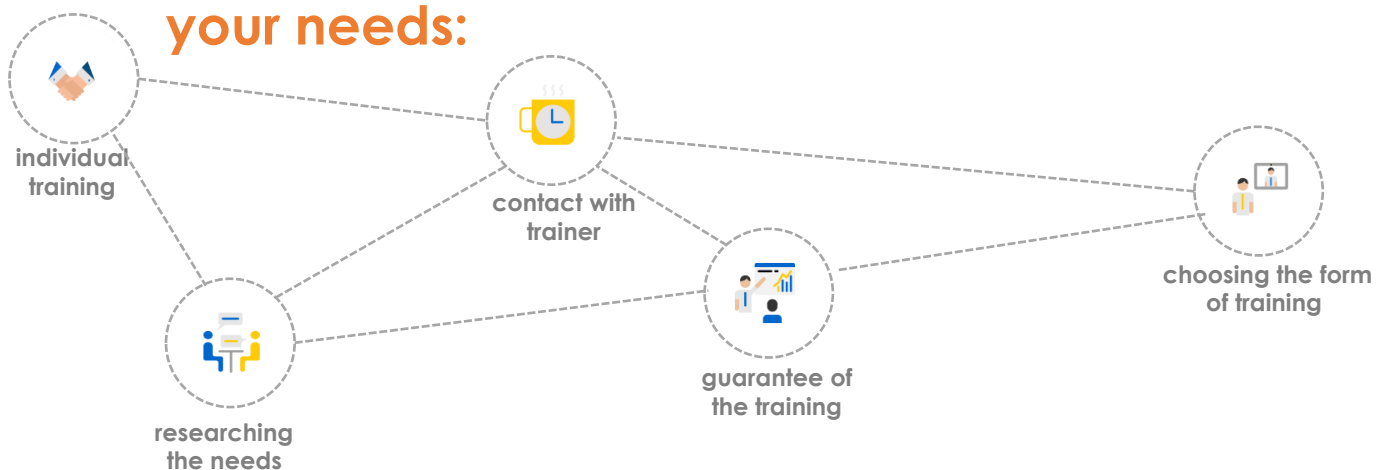 your needs:
individual
training
contact with
trainer
choosing the form
of training
guarantee of
the training
researching
the needs